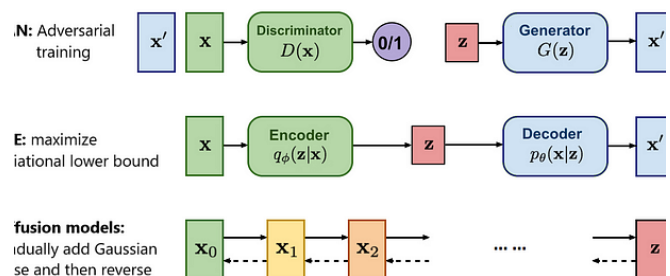 N: Adversarial
training
x′
x
Discriminator
D(x)
0/1
z
Generator
G(z)
x′
E: maximize
iational lower bound
x
Encoder
qϕ(z|x)
z
Decoder
pθ(x|z)
x′
ffusion models:
dually add Gaussian
se and then reverse
x0
x1
x2
... ...
z